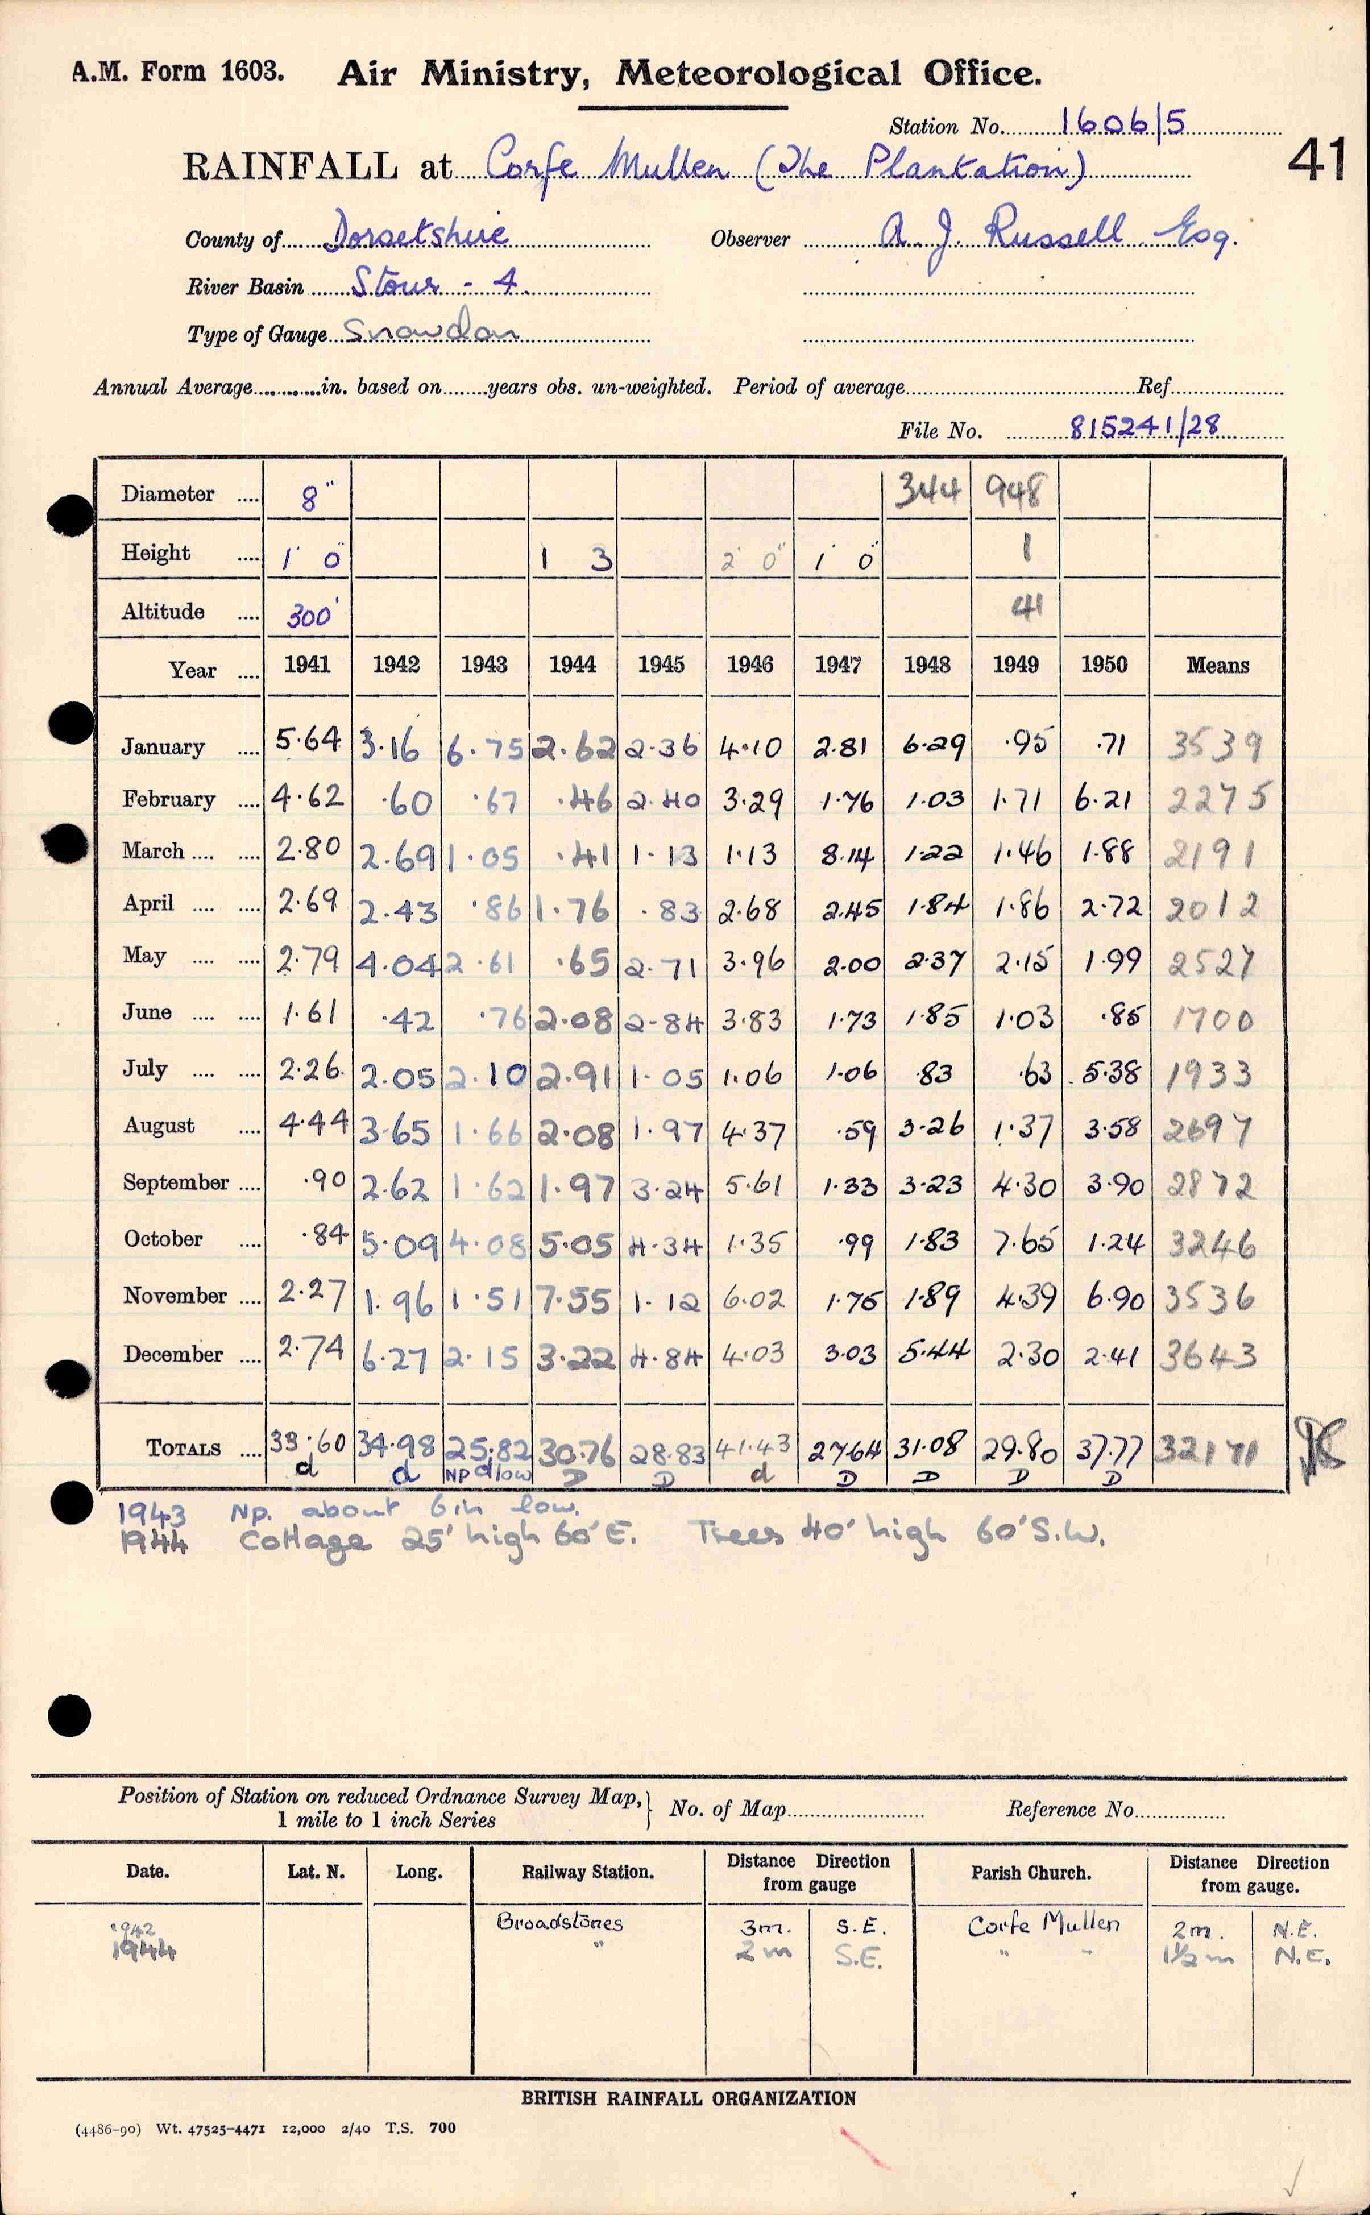 A.M. Form 1603. Air Ministry, Meteorological Office.
Station No. 1606/5
41
RAINFALL at Corfe Mullen (The Plantation)
County of Dorsetshire Observer A. J. Russell Esq.
River Basin Stour - 4.
Type of Gauge Snowdon
Annual Average............in. based on........years obs. un-weighted. Period of average.............Ref.............
File No. 815241/28
Diameter .... 8" 344 948
Height .... 1' 0" 1 3 2' 0" 1' 0" 1
Altitude .... 300' 41
Year .... 1941 1942 1943 1944 1945 1946 1947 1948 1949 1950 Means
January .... 5.64 3.16 6.75 2.62 2.36 4.10 2.81 6.29 .95 .71 3539
February .... 4.62 .60 .67 .46 2.40 3.29 1.76 1.03 1.71 6.21 2275
March .... .... 2.80 2.69 1.05 .41 1.13 1.13 8.14 1.22 1.46 1.88 2191
April .... .... 2.69 2.43 .86 1.76 .83 2.68 2.45 1.84 1.86 2.72 2012
May .... .... 2.79 4.04 2.61 .65 2.71 3.96 2.00 2.37 2.15 1.99 2527
June .... .... 1.61 .42 .76 2.08 2.84 3.83 1.73 1.85 1.03 .85 1700
July .... .... 2.26 2.05 2.10 2.91 1.05 1.06 1.06 .83 .63 5.38 1933
August .... 4.44 3.65 1.66 2.08 1.97 4.37 .59 3.26 1.37 3.58 2697
September .... .90 2.62 1.62 1.97 3.24 5.61 1.33 3.23 4.30 3.90 2872
October .... .84 5.09 4.08 5.05 4.34 1.35 .99 1.83 7.65 1.24 3246
November .... 2.27 1.96 1.51 7.55 1.12 6.02 1.75 1.89 4.39 6.90 3536
December .... 2.74 6.27 2.15 3.22 4.84 4.03 3.03 5.44 2.30 2.41 3643
TOTALS .... 33.60 34.98 25.82 30.76 28.83 41.43 27.64 31.08 29.80 37.77 32171
d d NP d low D D d D D D D
1943 Np. about 6in low.
1944 Cottage 25' high 60' E. Trees 40' high 60' S.W.
Position of Station on reduced Ordnance Survey Map, 1 mile to 1 inch Series } No. of Map........ Reference No........
Date. Lat. N. Long. Railway Station. Distance Direction from gauge Parish Church. Distance Direction from gauge.
1942 Broadstones 3m. S.E. Corfe Mullen 2m. N.E.
1944 " 2m S.E. " " 1½m N.E.
BRITISH RAINFALL ORGANIZATION
(4486-90) Wt. 47525-4471 12,000 2/40 T.S. 700